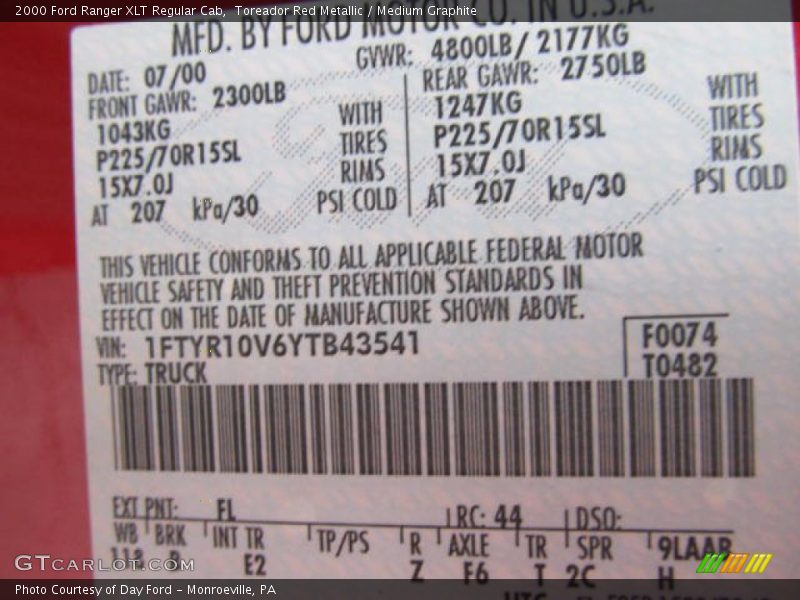 2000 Ford Ranger XLT Regular Cab,  Toreador Red Metallic / Medium Graphite
MFD. BY FORD MOTOR CO. IN U.S.A.
DATE: 07/00 GVWR: 4800LB/ 2177KG
FRONT GAWR: 2300LB REAR GAWR: 2750LB
1043KG WITH 1247KG WITH
P225/70R15SL TIRES P225/70R15SL TIRES
15X7.0J RIMS 15X7.0J RIMS
AT 207 kPa/30 PSI COLD AT 207 kPa/30 PSI COLD
THIS VEHICLE CONFORMS TO ALL APPLICABLE FEDERAL MOTOR
VEHICLE SAFETY AND THEFT PREVENTION STANDARDS IN
EFFECT ON THE DATE OF MANUFACTURE SHOWN ABOVE.
VIN: 1FTYR10V6YTB43541 F0074
TYPE: TRUCK T0482
EXT PNT: FL RC: 44 DSO:
WB BRK INT TR TP/PS R AXLE TR SPR 9LAAB
118 E2 Z F6 T 2C H
GTCARLOT.COM
Photo Courtesy of Day Ford – Monroeville, PA